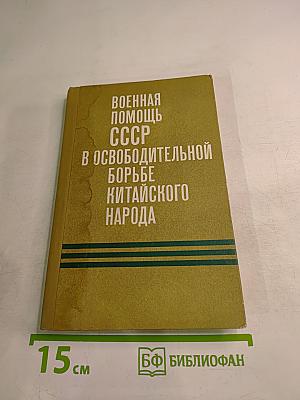 ВОЕННАЯ
ПОМОЩЬ
СССР
В ОСВОБОДИТЕЛЬНОЙ
БОРЬБЕ
КИТАЙСКОГО
НАРОДА
15 см
БФ БИБЛИОФАН